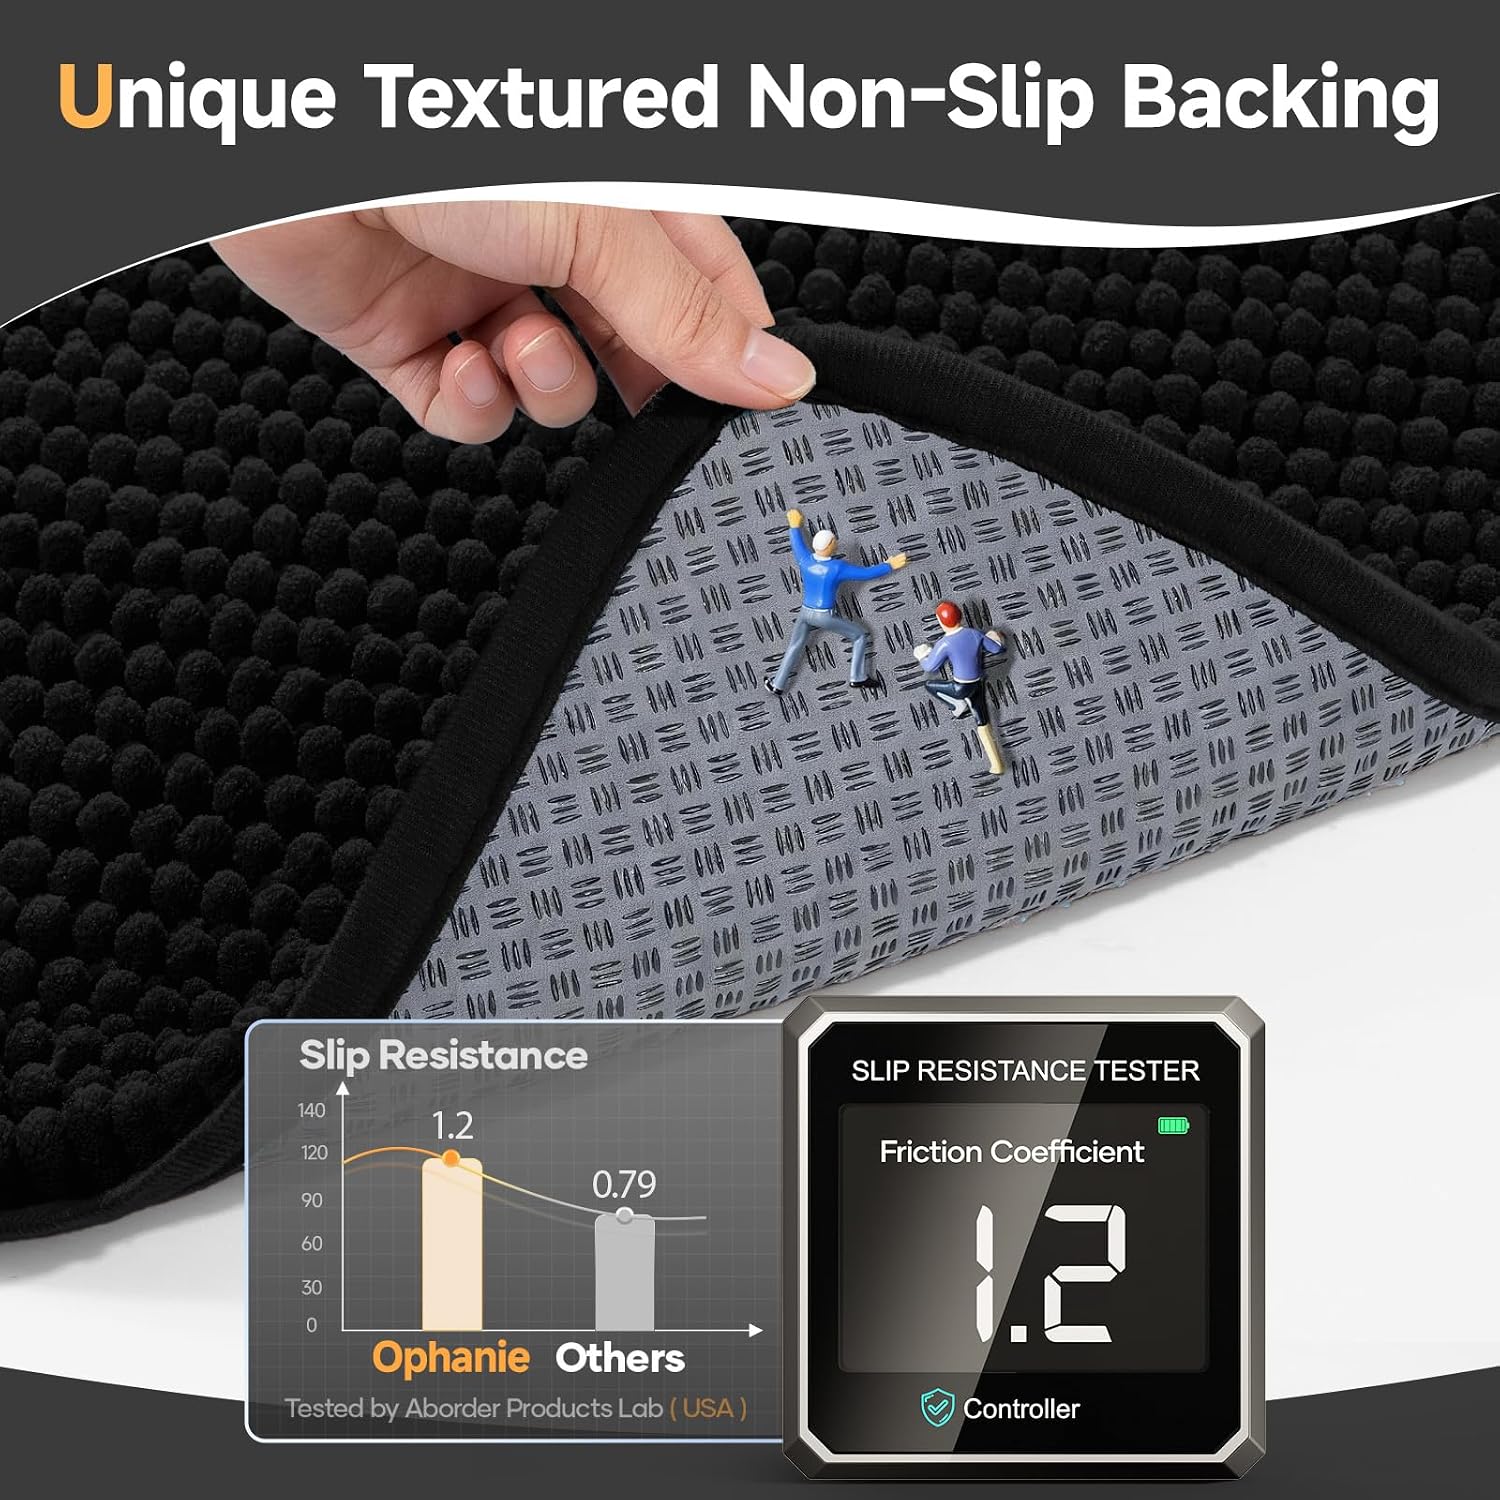 Unique Textured Non-Slip Backing
Slip Resistance
140
120
90
60
30
0
1.2
0.79
Ophanie
Others
Tested by Aborder Products Lab ( USA )
SLIP RESISTANCE TESTER
Friction Coefficient
1.2
Controller